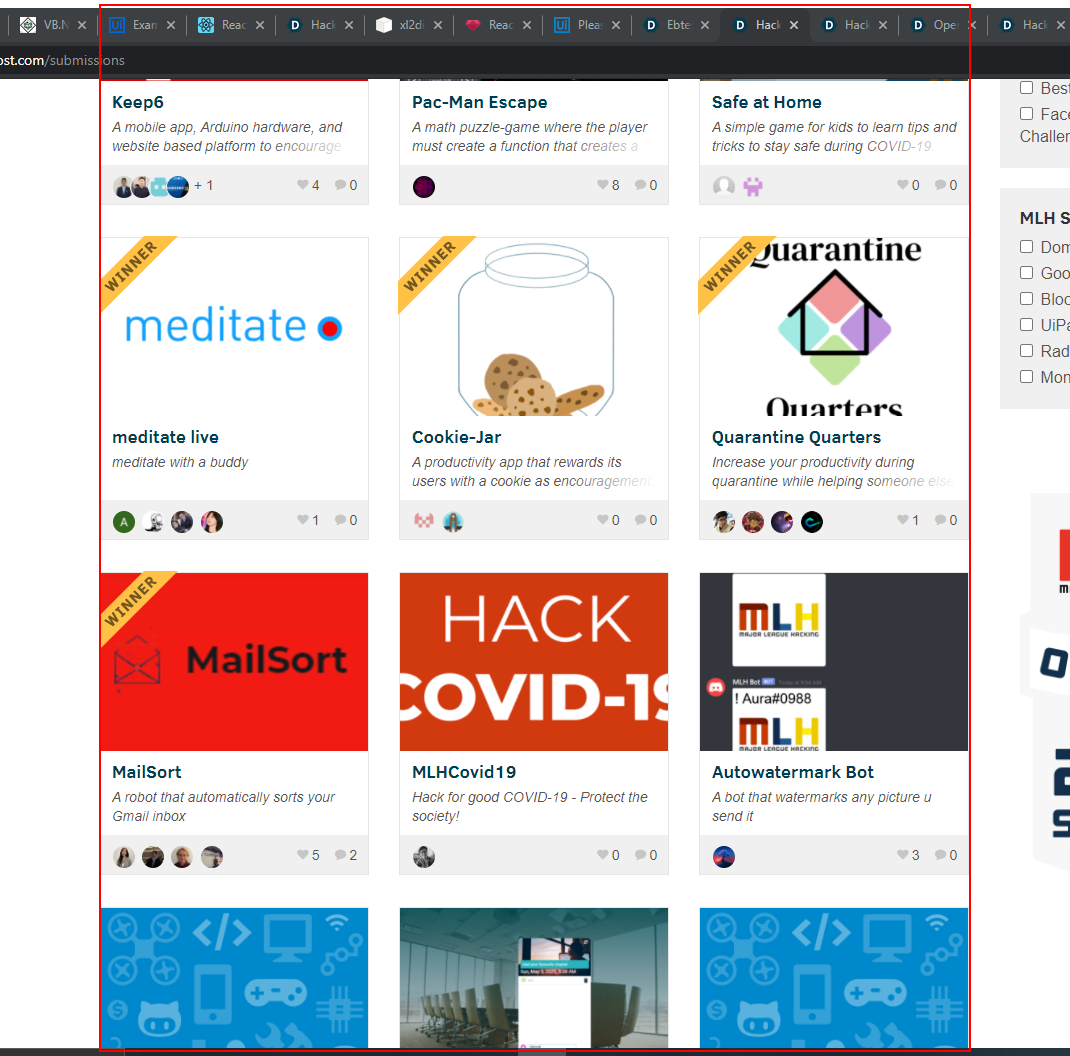 VB.N
Exan
Reac
Hack
xl2di
Reac
Pleas
Ebte-
Hack
Hack
Open
Hack
ost.com/submissions
Keep6
A mobile app, Arduino hardware, and
website based platform to encourage
+ 1
4
0
Pac-Man Escape
A math puzzle-game where the player
must create a function that creates a
8
0
Safe at Home
A simple game for kids to learn tips and
tricks to stay safe during COVID-19.
0
0
Best
Face
Challen
MLH S
Dom
Goo
Bloc
UiPa
Rad
Mon
WINNER
meditate
meditate live
meditate with a buddy
A
1
0
WINNER
Cookie-Jar
A productivity app that rewards its
users with a cookie as encouragement
0
0
WINNER
Quarantine
Quarters
Quarantine Quarters
Increase your productivity during
quarantine while helping someone else
1
0
WINNER
MailSort
MailSort
A robot that automatically sorts your
Gmail inbox
5
2
HACK
COVID-19
MLHCovid19
Hack for good COVID-19 - Protect the
society!
0
0
MLH
MAJOR LEAGUE HACKING
MLH Bot BOT
! Aura#0988
MLH
MAJOR LEAGUE HACKING
Autowatermark Bot
A bot that watermarks any picture u
send it
3
0